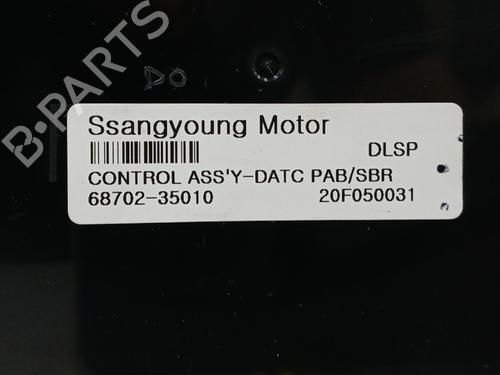 DO
Ssangyoung Motor
DLSP
CONTROL ASS'Y-DATC PAB/SBR
68702-35010 20F050031
B-PARTS